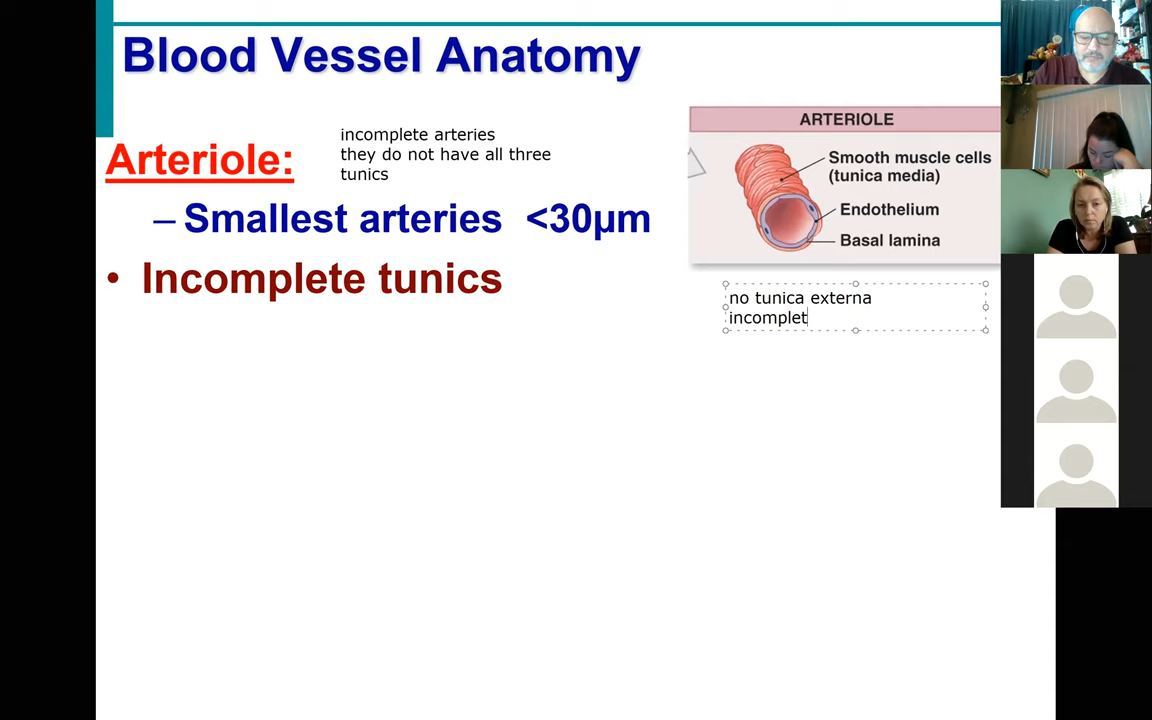 Blood Vessel Anatomy
Arteriole:
incomplete arteries
they do not have all three
tunics
– Smallest arteries <30µm
• Incomplete tunics
ARTERIOLE
Smooth muscle cells
(tunica media)
Endothelium
Basal lamina
no tunica externa
incomplet